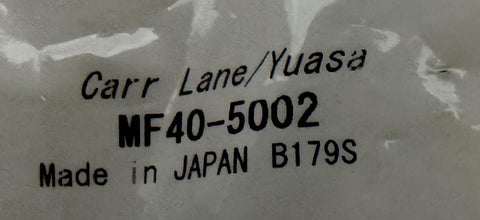 Carr Lane/Yuasa
MF40-5002
Made in JAPAN B179S